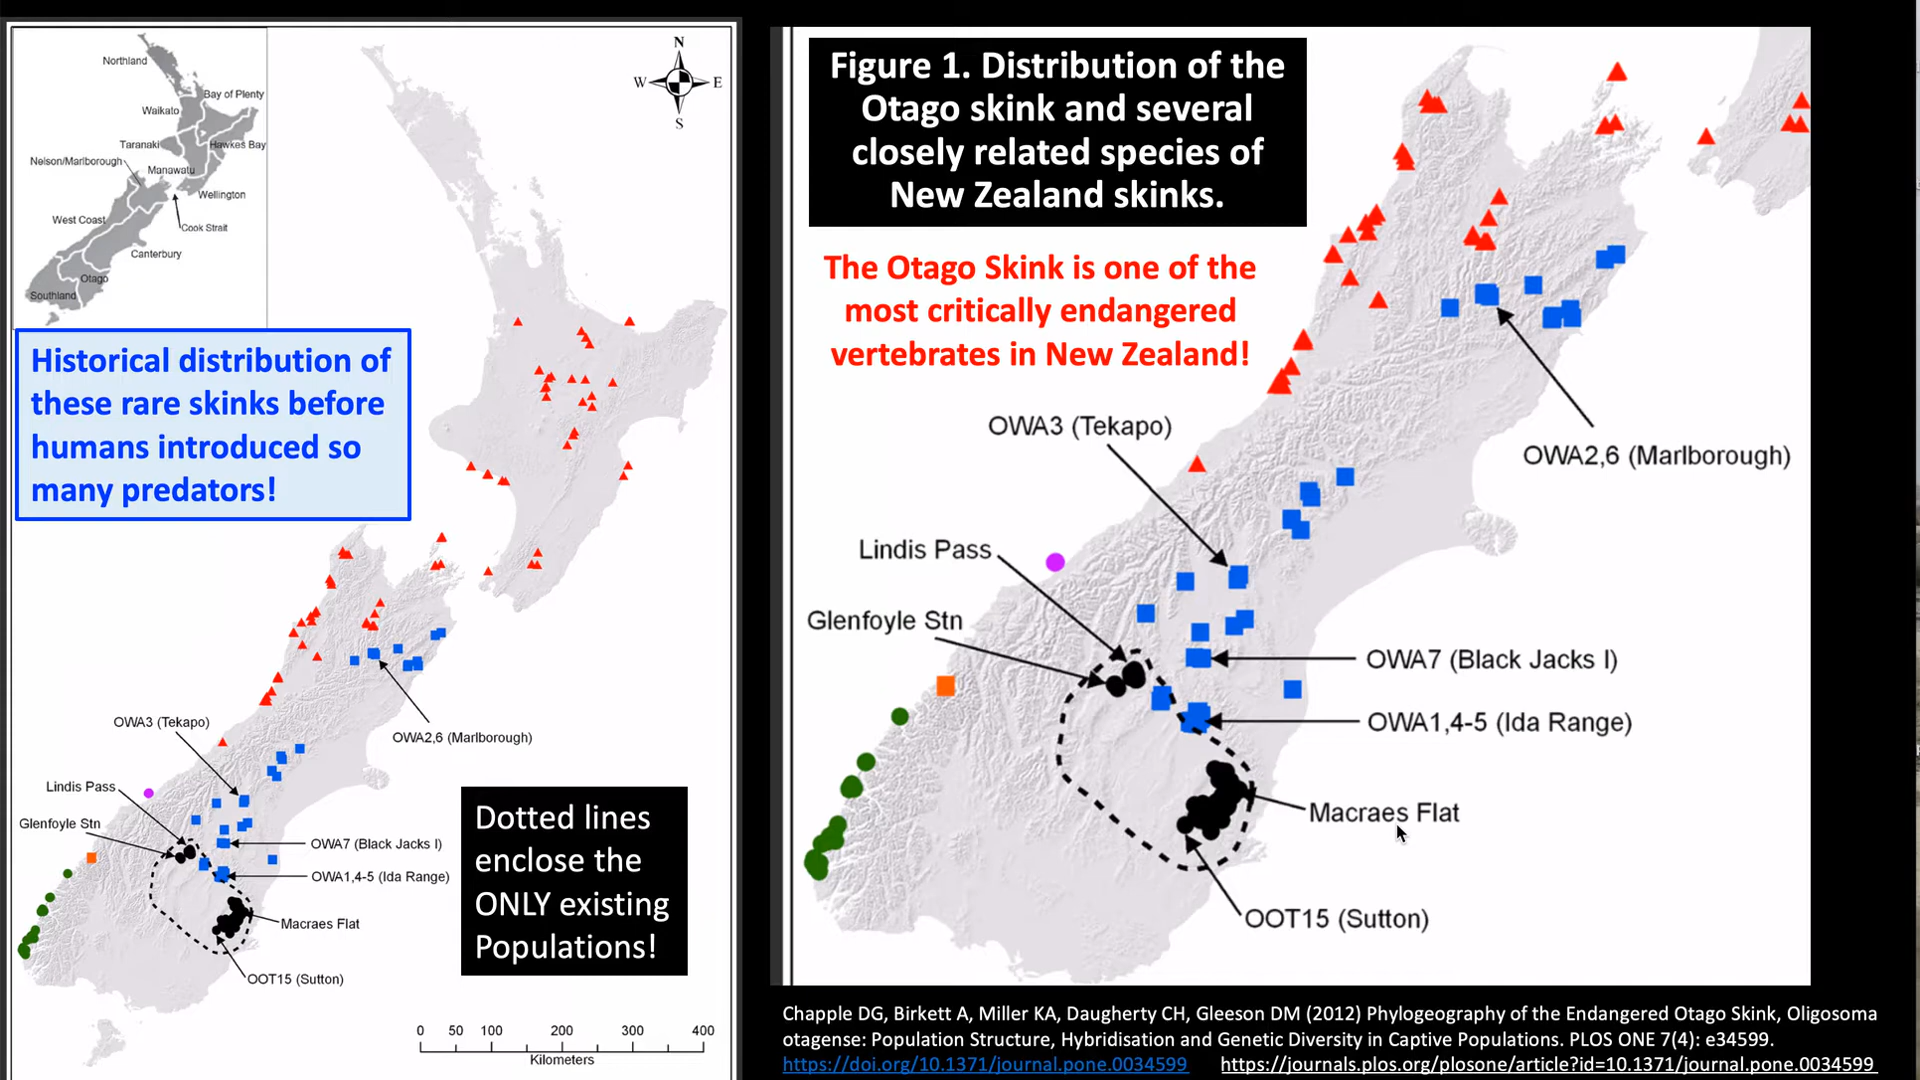 Northland
Bay of Plenty
Waikato
Taranaki
Hawkes Bay
Nelson/Marlborough
Manawatu
Wellington
West Coast
Cook Strait
Canterbury
Otago
Southland
N
W
E
S
Historical distribution of
these rare skinks before
humans introduced so
many predators!
OWA3 (Tekapo)
OWA2,6 (Marlborough)
Lindis Pass
Glenfoyle Stn
OWA7 (Black Jacks I)
OWA1,4-5 (Ida Range)
Macraes Flat
OOT15 (Sutton)
Dotted lines
enclose the
ONLY existing
Populations!
0 50 100 200 300 400
Kilometers
Figure 1. Distribution of the
Otago skink and several
closely related species of
New Zealand skinks.
The Otago Skink is one of the
most critically endangered
vertebrates in New Zealand!
OWA3 (Tekapo)
OWA2,6 (Marlborough)
Lindis Pass
Glenfoyle Stn
OWA7 (Black Jacks I)
OWA1,4-5 (Ida Range)
Macraes Flat
OOT15 (Sutton)
Chapple DG, Birkett A, Miller KA, Daugherty CH, Gleeson DM (2012) Phylogeography of the Endangered Otago Skink, Oligosoma
otagense: Population Structure, Hybridisation and Genetic Diversity in Captive Populations. PLOS ONE 7(4): e34599.
https://doi.org/10.1371/journal.pone.0034599 https://journals.plos.org/plosone/article?id=10.1371/journal.pone.0034599